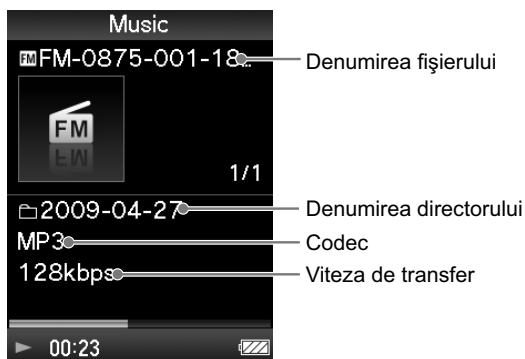 Music
FM FM-0875-001-18... Denumirea fişierului
FM
1/1
2009-04-27 Denumirea directorului
MP3 Codec
128kbps Viteza de transfer
00:23